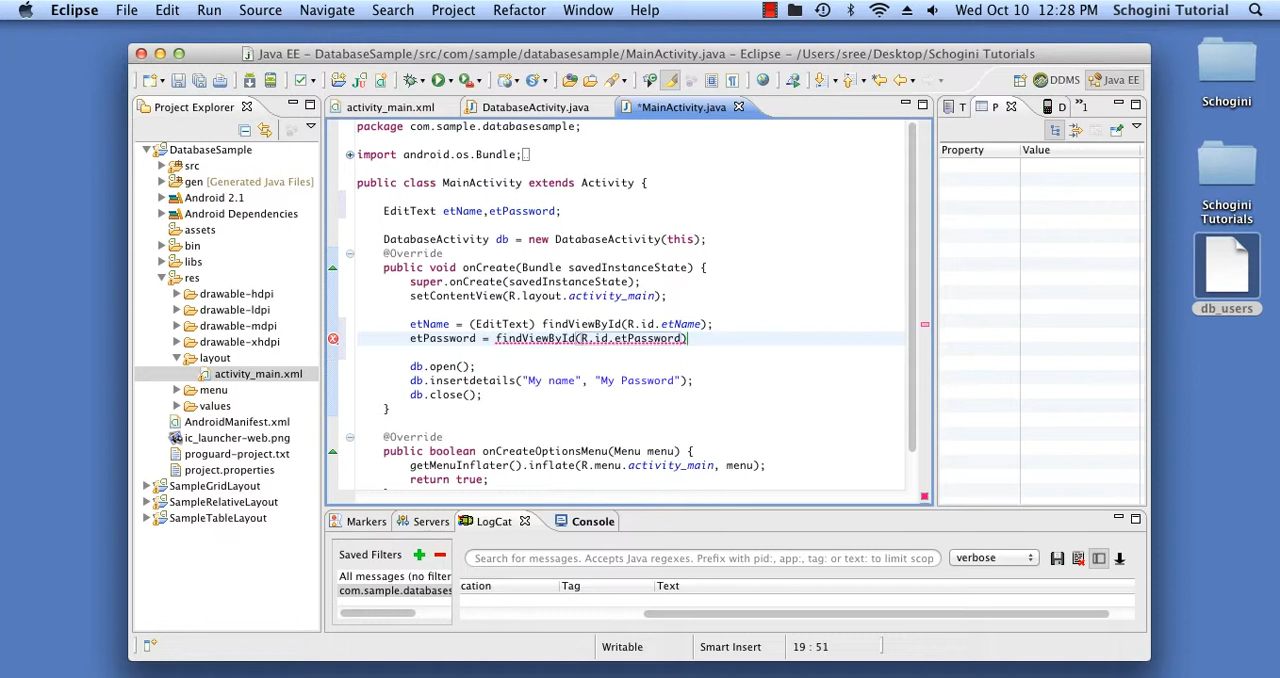 Eclipse File Edit Run Source Navigate Search Project Refactor Window Help Wed Oct 10 12:28 PM Schogini Tutorial
Java EE – DatabaseSample/src/com/sample/databasesample/MainActivity.java – Eclipse – /Users/sree/Desktop/Schogini Tutorials
DDMS Java EE
Project Explorer activity_main.xml DatabaseActivity.java *MainActivity.java T P D »1
DatabaseSample
src
gen [Generated Java Files]
Android 2.1
Android Dependencies
assets
bin
libs
res
drawable-hdpi
drawable-ldpi
drawable-mdpi
drawable-xhdpi
layout
activity_main.xml
menu
values
AndroidManifest.xml
ic_launcher-web.png
proguard-project.txt
project.properties
SampleGridLayout
SampleRelativeLayout
SampleTableLayout
package com.sample.databasesample;
import android.os.Bundle;
public class MainActivity extends Activity {
EditText etName,etPassword;
DatabaseActivity db = new DatabaseActivity(this);
@Override
public void onCreate(Bundle savedInstanceState) {
super.onCreate(savedInstanceState);
setContentView(R.layout.activity_main);
etName = (EditText) findViewById(R.id.etName);
etPassword = findViewById(R.id.etPassword)
db.open();
db.insertdetails("My name", "My Password");
db.close();
}
@Override
public boolean onCreateOptionsMenu(Menu menu) {
getMenuInflater().inflate(R.menu.activity_main, menu);
return true;
Property Value
Markers Servers LogCat Console
Saved Filters
All messages (no filter
com.sample.databases
Search for messages. Accepts Java regexes. Prefix with pid:, app:, tag: or text: to limit scop
verbose
cation Tag Text
Writable Smart Insert 19 : 51
Schogini
Schogini
Tutorials
db_users